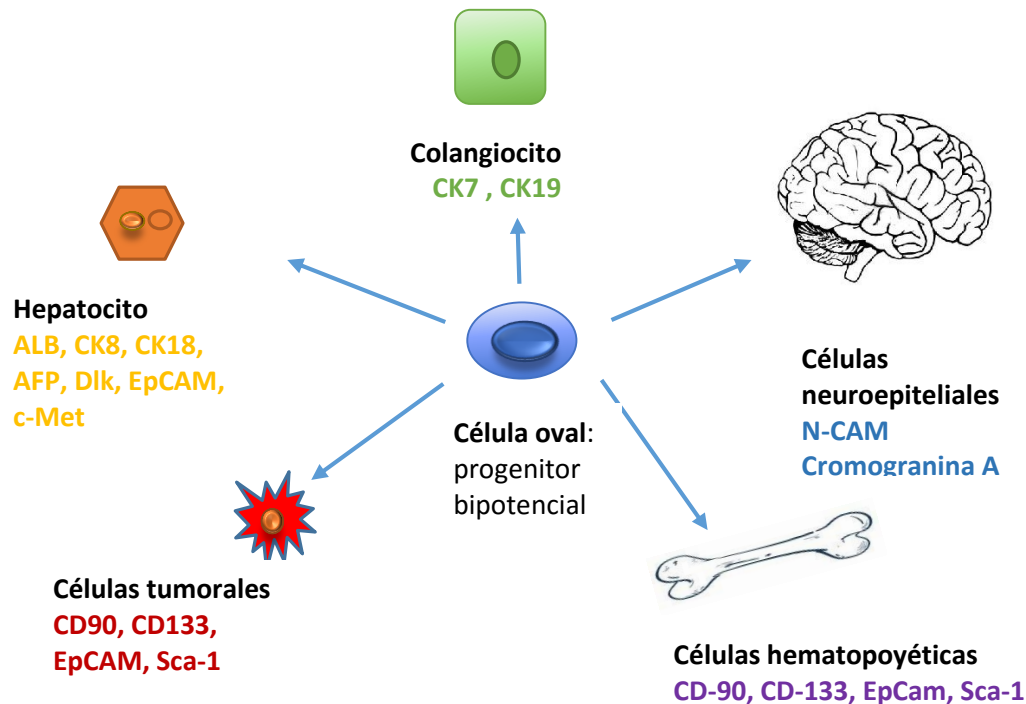 Colangiocito
CK7 , CK19
Hepatocito
ALB, CK8, CK18,
AFP, Dlk, EpCAM,
c-Met
Célula oval:
progenitor
bipotencial
Células
neuroepiteliales
N-CAM
Cromogranina A
Células tumorales
CD90, CD133,
EpCAM, Sca-1
Células hematopoyéticas
CD-90, CD-133, EpCam, Sca-1